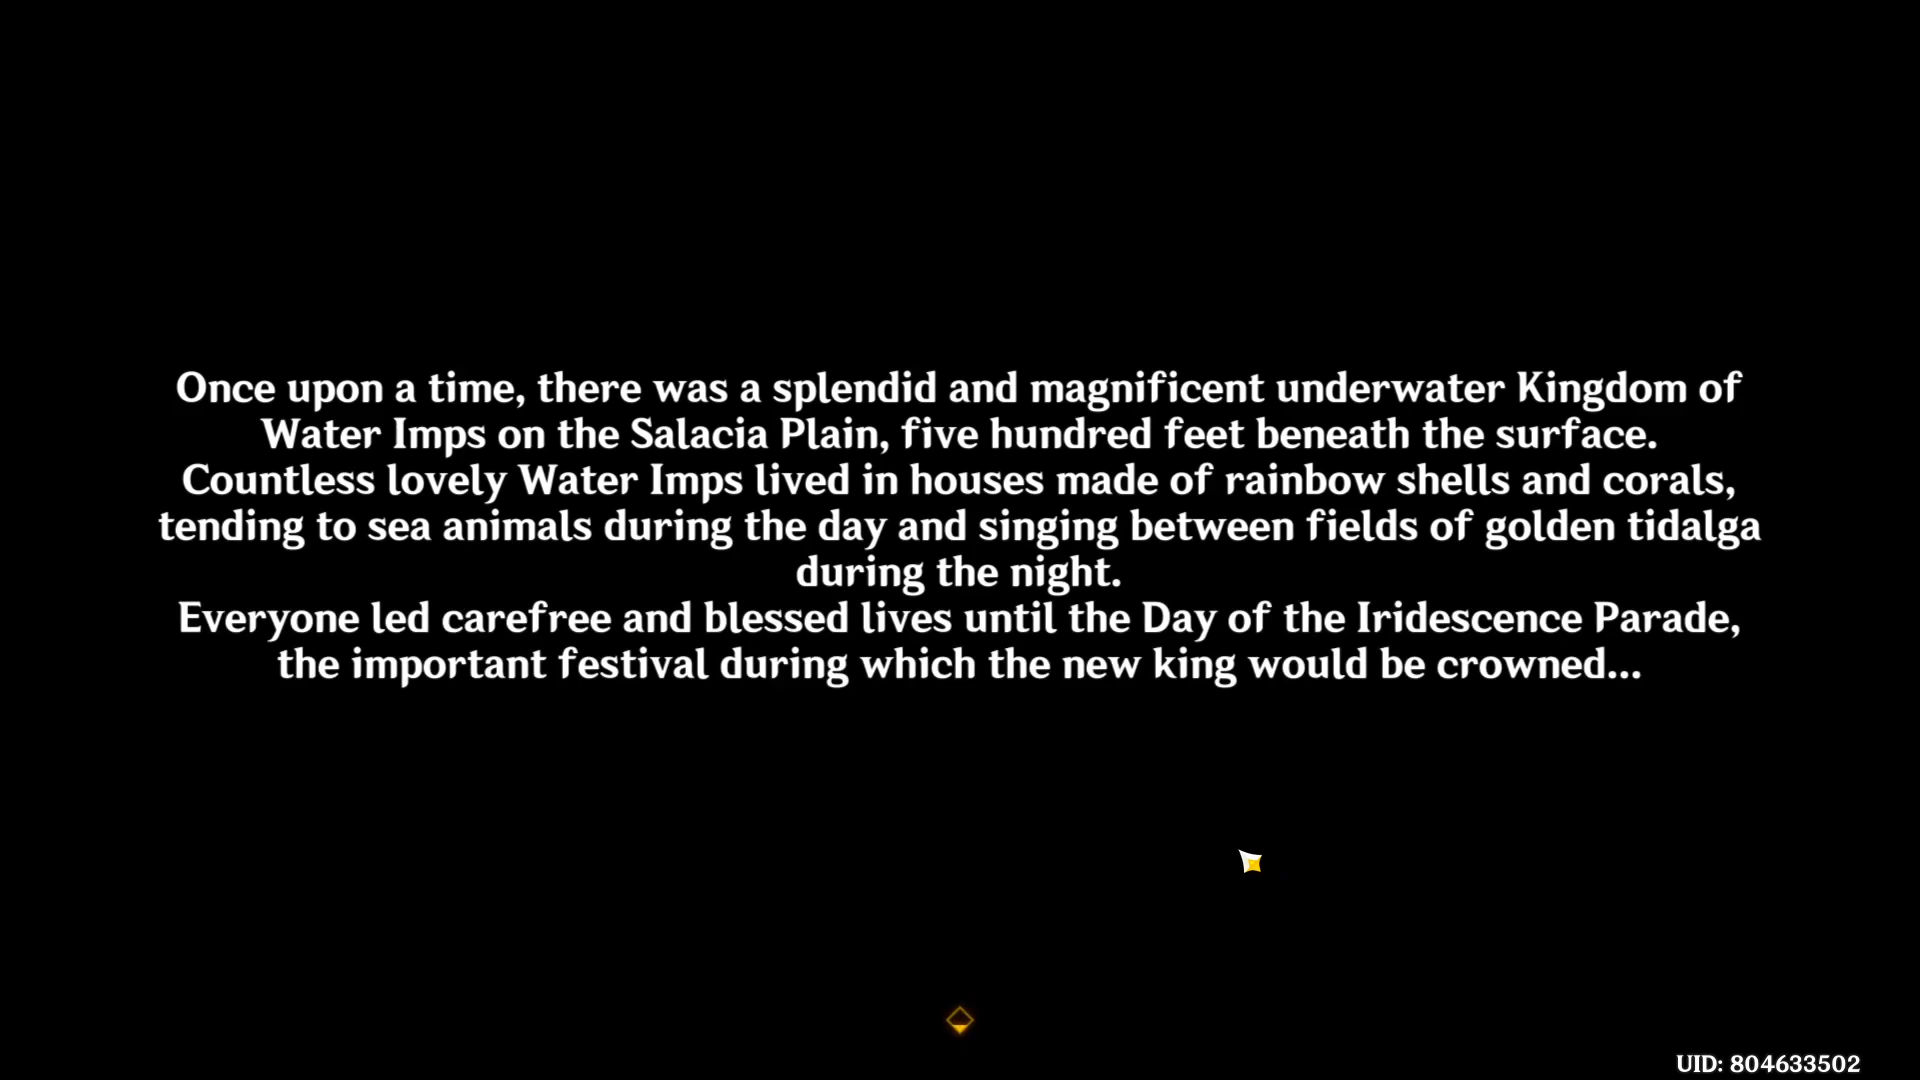 Once upon a time, there was a splendid and magnificent underwater Kingdom of
Water Imps on the Salacia Plain, five hundred feet beneath the surface.
Countless lovely Water Imps lived in houses made of rainbow shells and corals,
tending to sea animals during the day and singing between fields of golden tidalga
during the night.
Everyone led carefree and blessed lives until the Day of the Iridescence Parade,
the important festival during which the new king would be crowned...
UID: 804633502